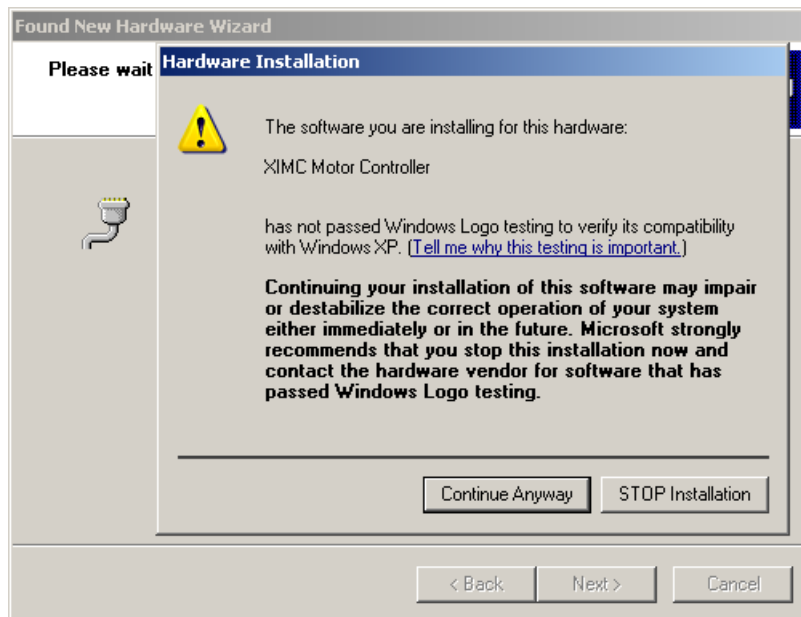 Found New Hardware Wizard
Please wait
Hardware Installation
The software you are installing for this hardware:
XIMC Motor Controller
has not passed Windows Logo testing to verify its compatibility
with Windows XP. (Tell me why this testing is important.)
Continuing your installation of this software may impair
or destabilize the correct operation of your system
either immediately or in the future. Microsoft strongly
recommends that you stop this installation now and
contact the hardware vendor for software that has
passed Windows Logo testing.
Continue Anyway STOP Installation
< Back Next > Cancel